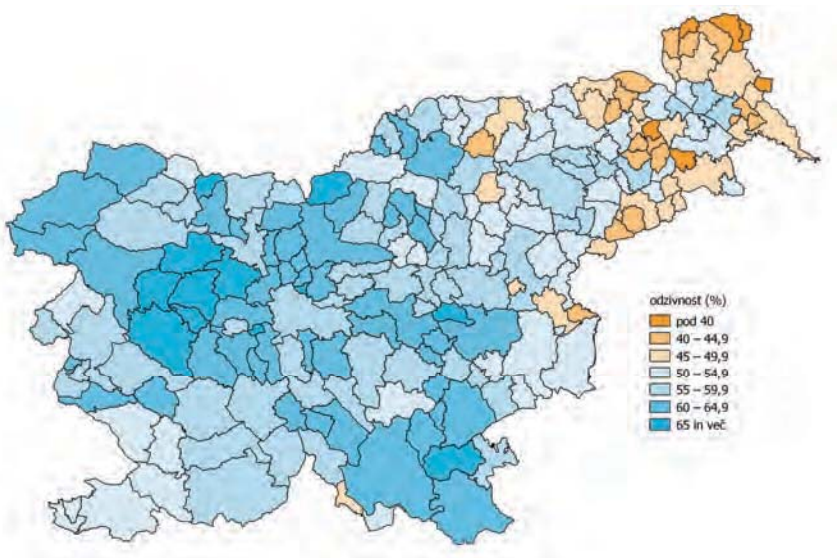 odzivnost (%)
pod 40
40 – 44,9
45 – 49,9
50 – 54,9
55 – 59,9
60 – 64,9
65 in več